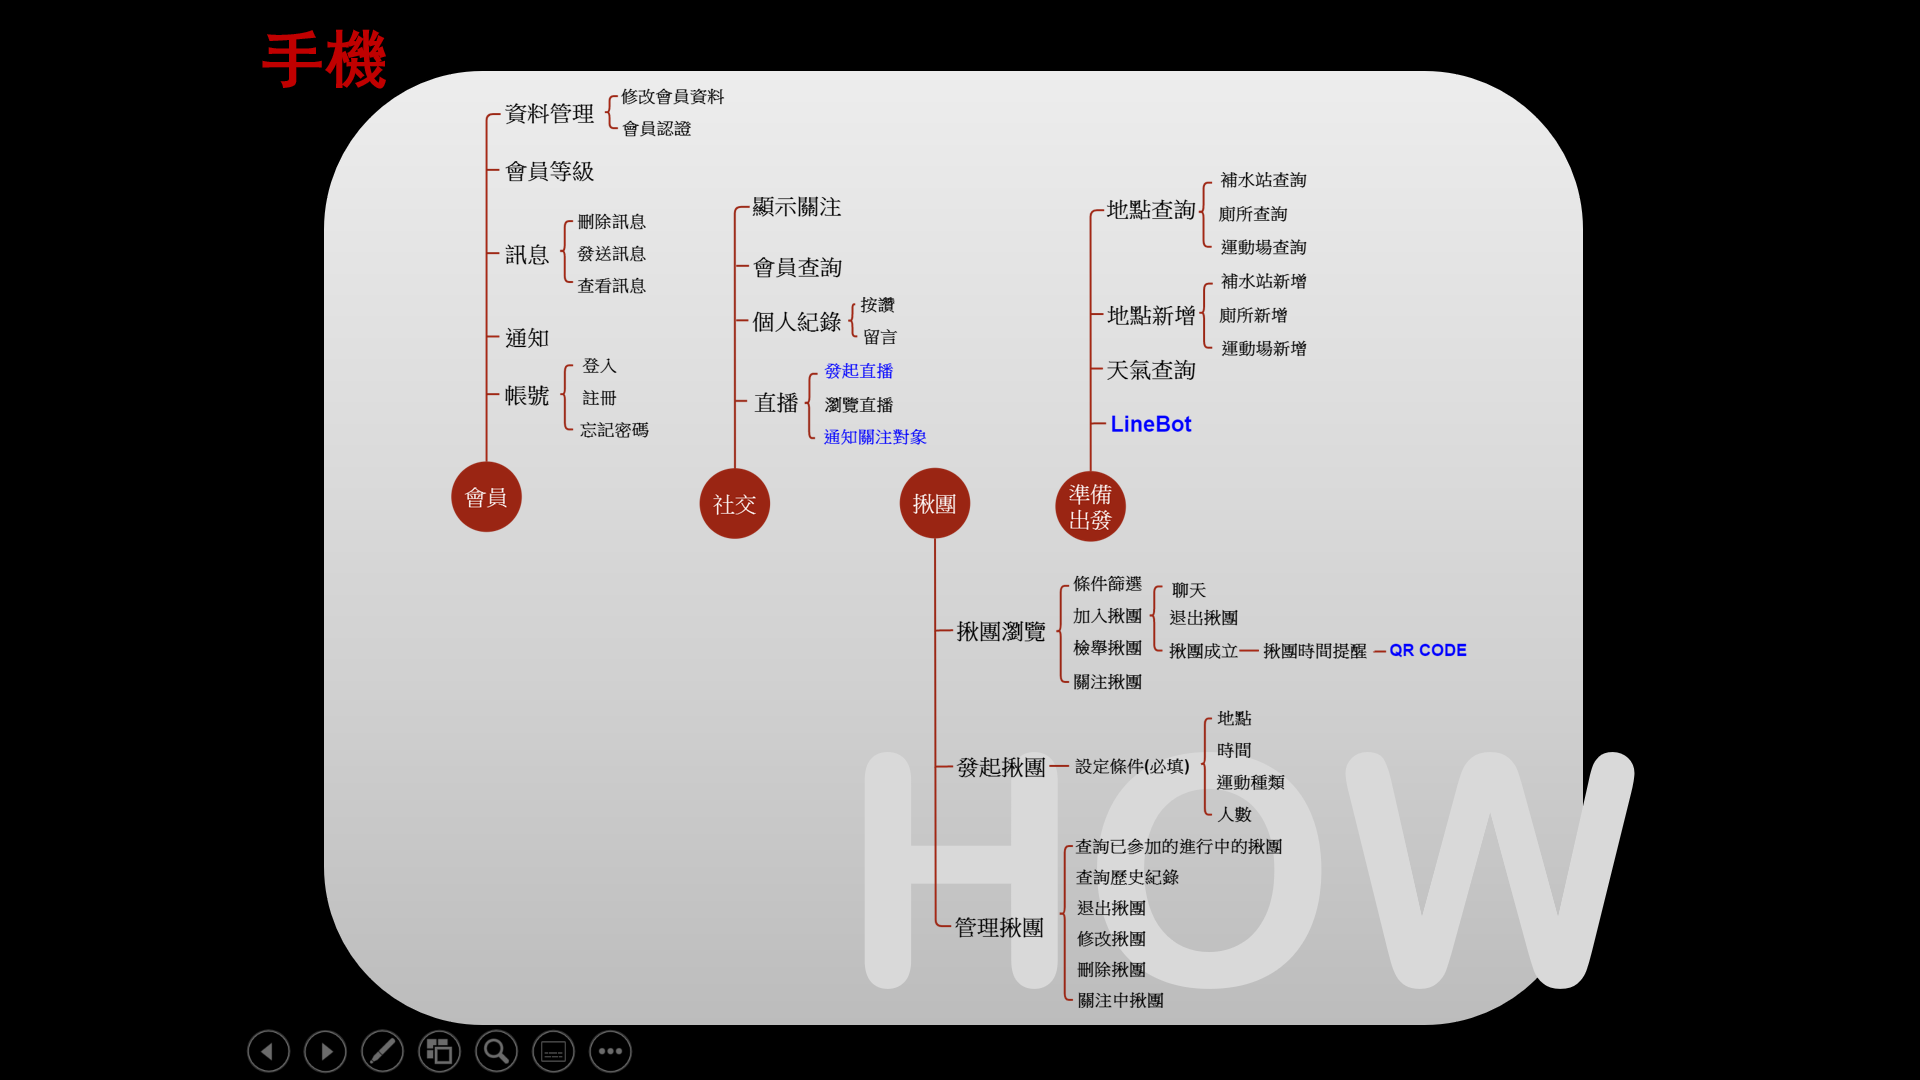 手機
資料管理
修改會員資料
會員認證
會員等級
訊息
刪除訊息
發送訊息
查看訊息
通知
帳號
登入
註冊
忘記密碼
會員
顯示關注
會員查詢
個人紀錄
按讚
留言
直播
發起直播
瀏覽直播
通知關注對象
社交
揪團
地點查詢
補水站查詢
廁所查詢
運動場查詢
地點新增
補水站新增
廁所新增
運動場新增
天氣查詢
LineBot
準備
出發
揪團瀏覽
條件篩選
加入揪團
檢舉揪團
關注揪團
聊天
退出揪團
揪團成立
揪團時間提醒
QR CODE
發起揪團
設定條件(必填)
地點
時間
運動種類
人數
管理揪團
查詢已參加的進行中的揪團
查詢歷史紀錄
退出揪團
修改揪團
刪除揪團
關注中揪團
HOW